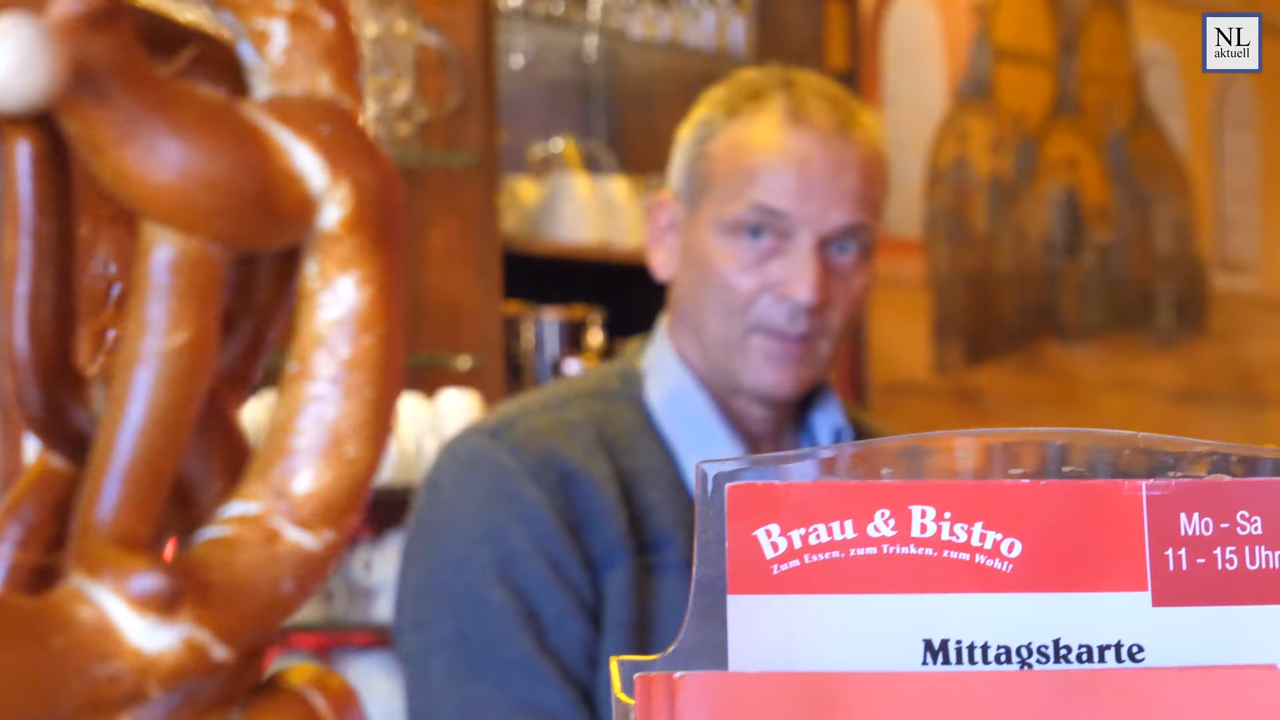 NL
aktuell
Brau & Bistro
Zum Essen, zum Trinken, zum Wohl!
Mo - Sa
11 - 15 Uhr
Mittagskarte